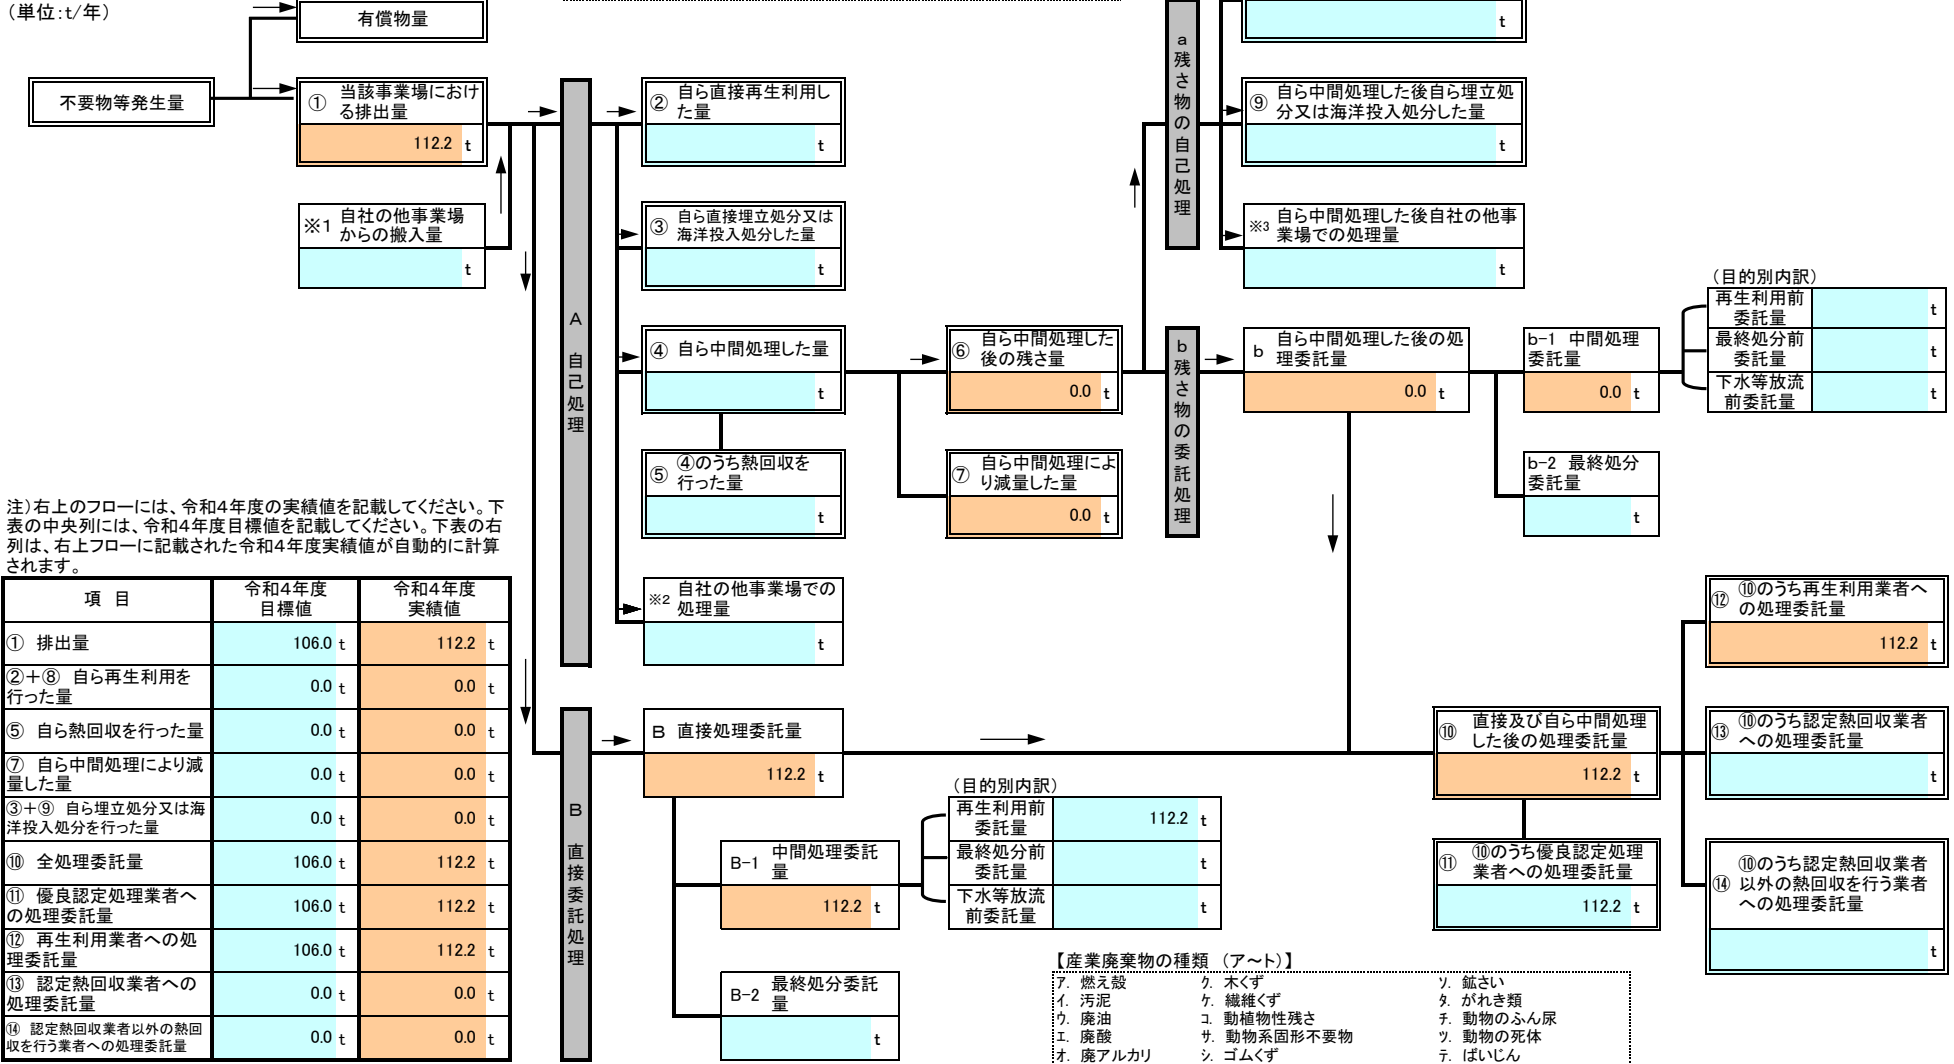 （単位:t/年）
有償物量
t
不要物等発生量
① 当該事業場におけ
る排出量
112.2 t
※1 自社の他事業場
からの搬入量
t
A 自己処理
② 自ら直接再生利用し
た量
t
③ 自ら直接埋立処分又は
海洋投入処分した量
t
④ 自ら中間処理した量
t
⑤ ④のうち熱回収を
行った量
t
※2 自社の他事業場での
処理量
t
⑥ 自ら中間処理した
後の残さ量
0.0 t
⑦ 自ら中間処理によ
り減量した量
0.0 t
a 残さ物の自己処理
⑨ 自ら中間処理した後自ら埋立処
分又は海洋投入処分した量
t
※3 自ら中間処理した後自社の他事
業場での処理量
t
b 残さ物の委託処理
b 自ら中間処理した後の処
理委託量
0.0 t
b-1 中間処理
委託量
0.0 t
b-2 最終処分
委託量
t
（目的別内訳）
再生利用前
委託量 t
最終処分前
委託量 t
下水等放流
前委託量 t
注）右上のフローには、令和4年度の実績値を記載してください。下
表の中央列には、令和4年度目標値を記載してください。下表の右
列は、右上フローに記載された令和4年度実績値が自動的に計算
されます。
項 目 令和4年度
目標値 令和4年度
実績値
① 排出量 106.0 t 112.2 t
②＋⑧ 自ら再生利用を
行った量 0.0 t 0.0 t
⑤ 自ら熱回収を行った量 0.0 t 0.0 t
⑦ 自ら中間処理により減
量した量 0.0 t 0.0 t
③＋⑨ 自ら埋立処分又は海
洋投入処分を行った量 0.0 t 0.0 t
⑩ 全処理委託量 106.0 t 112.2 t
⑪ 優良認定処理業者へ
の処理委託量 106.0 t 112.2 t
⑫ 再生利用業者への処
理委託量 106.0 t 112.2 t
⑬ 認定熱回収業者への
処理委託量 0.0 t 0.0 t
⑭ 認定熱回収業者以外の熱回
収を行う業者への処理委託量 0.0 t 0.0 t
B 直接委託処理
B 直接処理委託量
112.2 t
B-1 中間処理委託
量
112.2 t
B-2 最終処分委託
量
t
（目的別内訳）
再生利用前
委託量 112.2 t
最終処分前
委託量 t
下水等放流
前委託量 t
⑩ 直接及び自ら中間処理
した後の処理委託量
112.2 t
⑪ ⑩のうち優良認定処理
業者への処理委託量
112.2 t
⑫ ⑩のうち再生利用業者へ
の処理委託量
112.2 t
⑬ ⑩のうち認定熱回収業者
への処理委託量
t
⑭ ⑩のうち認定熱回収業者
以外の熱回収を行う業者
への処理委託量
t
【産業廃棄物の種類 （ア～ト）】
ア. 燃え殻 ク. 木くず ソ. 鉱さい
イ. 汚泥 ケ. 繊維くず タ. がれき類
ウ. 廃油 コ. 動植物性残さ チ. 動物のふん尿
エ. 廃酸 サ. 動物系固形不要物 ツ. 動物の死体
オ. 廃アルカリ シ. ゴムくず テ. ばいじん